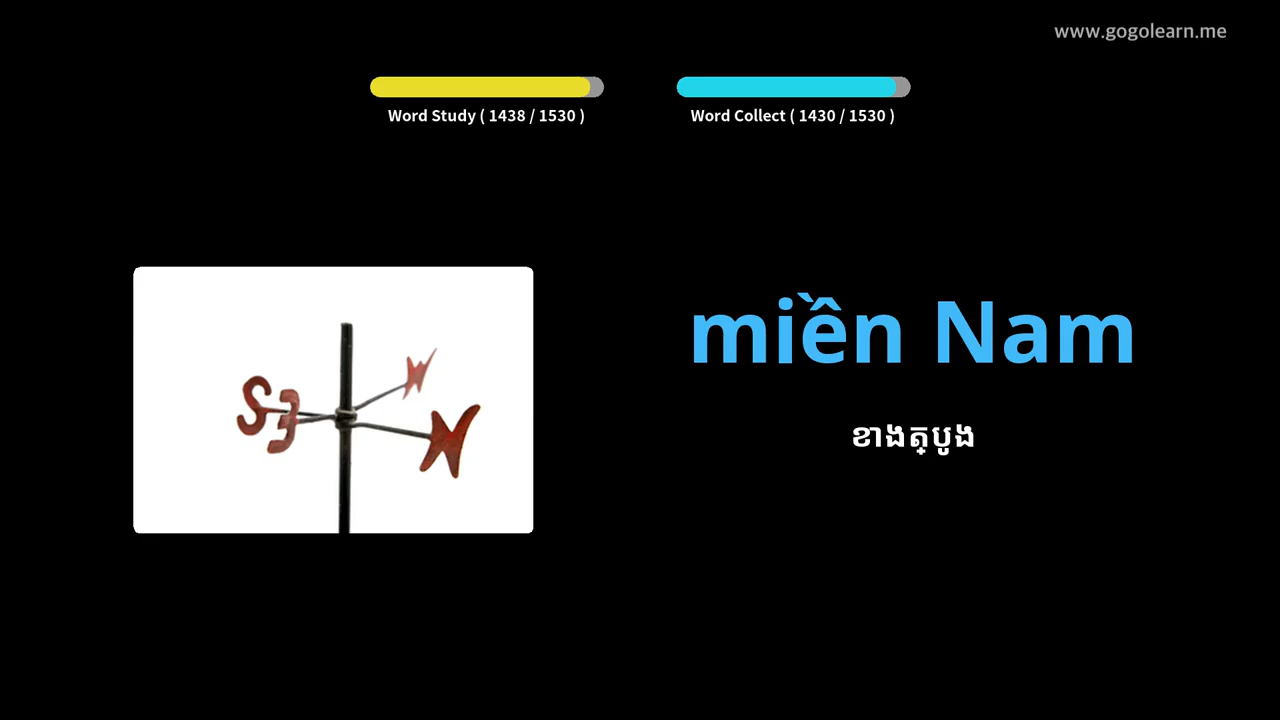 www.gogolearn.me
Word Study ( 1438 / 1530 )
Word Collect ( 1430 / 1530 )
miền Nam
ខាងត្បូង
S
E
N